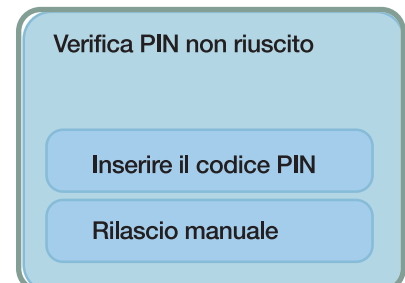 Verifica PIN non riuscito
Inserire il codice PIN
Rilascio manuale